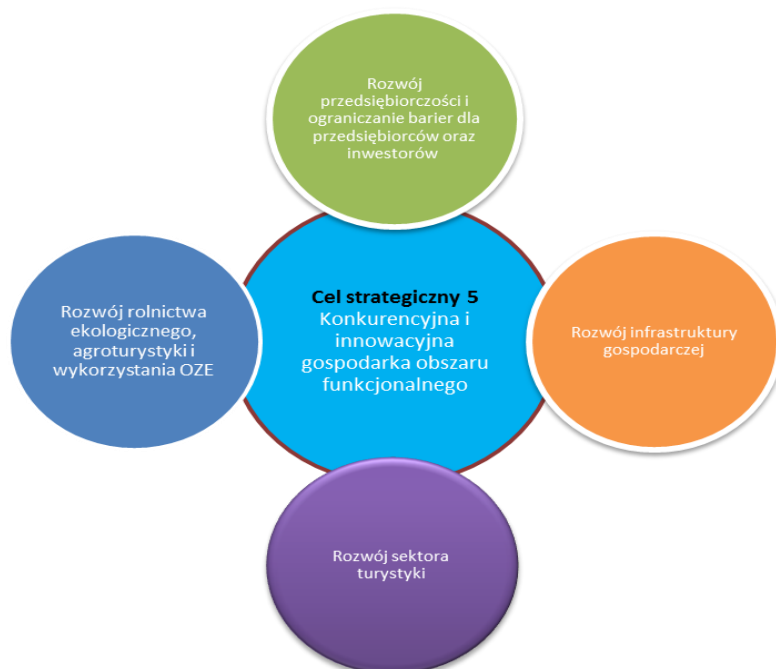 Rozwój
przedsiębiorczości i
ograniczanie barier dla
przedsiębiorców oraz
inwestorów
Rozwój rolnictwa
ekologicznego,
agroturystyki i
wykorzystania OZE
Cel strategiczny 5
Konkurencyjna i
innowacyjna
gospodarka obszaru
funkcjonalnego
Rozwój infrastruktury
gospodarczej
Rozwój sektora
turystyki